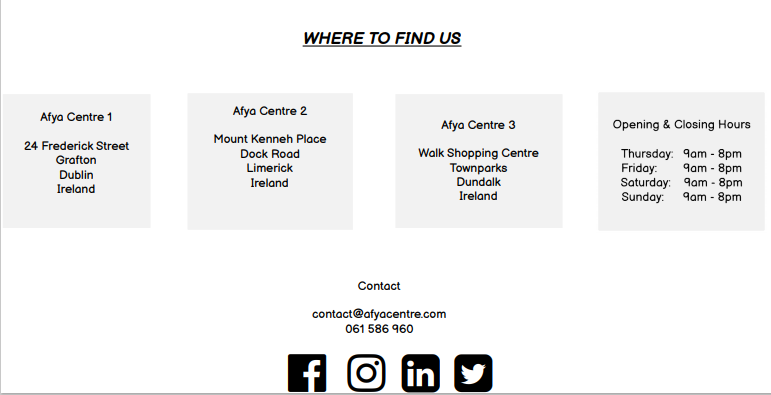 WHERE TO FIND US
Afya Centre 1
24 Frederick Street
Grafton
Dublin
Ireland
Afya Centre 2
Mount Kenneh Place
Dock Road
Limerick
Ireland
Afya Centre 3
Walk Shopping Centre
Townparks
Dundalk
Ireland
Opening & Closing Hours
Thursday: 9am - 8pm
Friday: 9am - 8pm
Saturday: 9am - 8pm
Sunday: 9am - 8pm
Contact
contact@afyacentre.com
061 586 960
in